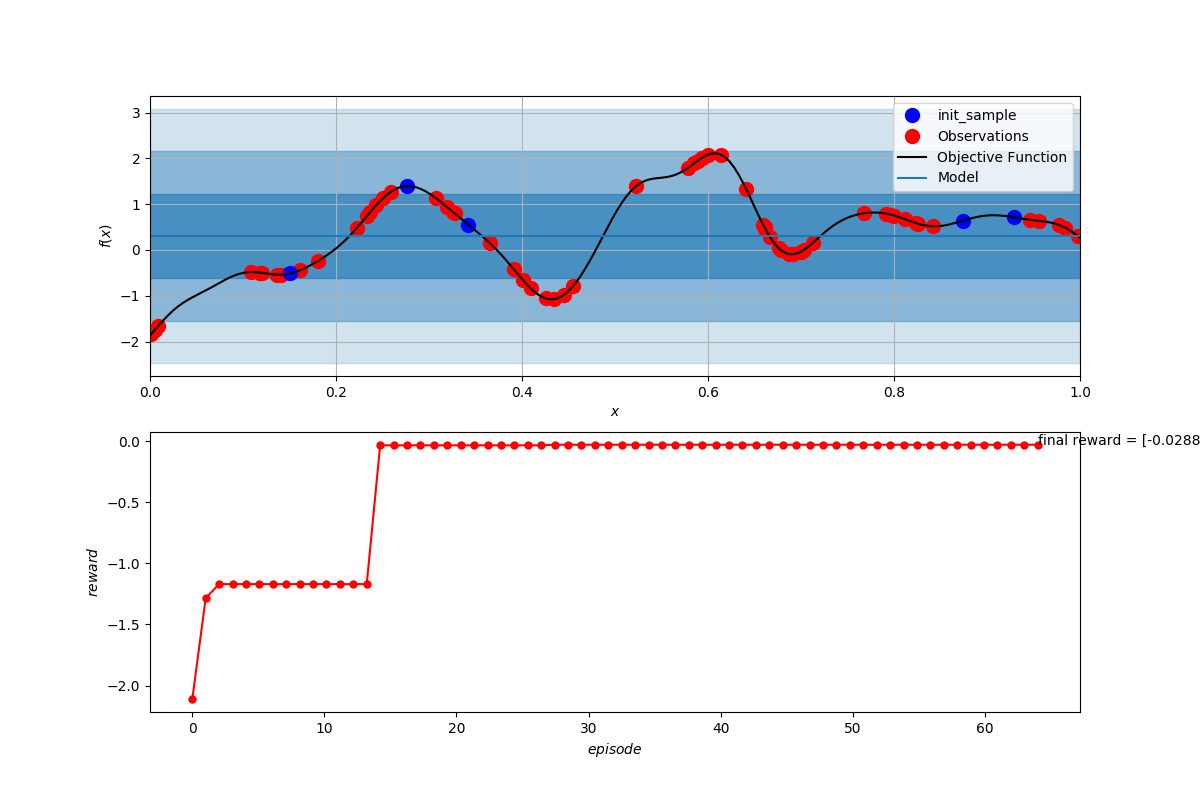 3
2
1
0
−1
−2
f(x)
init_sample
Observations
Objective Function
Model
0.0 0.2 0.4 0.6 0.8 1.0
x
0.0
−0.5
−1.0
−1.5
−2.0
reward
final reward = [-0.0288
0 10 20 30 40 50 60
episode